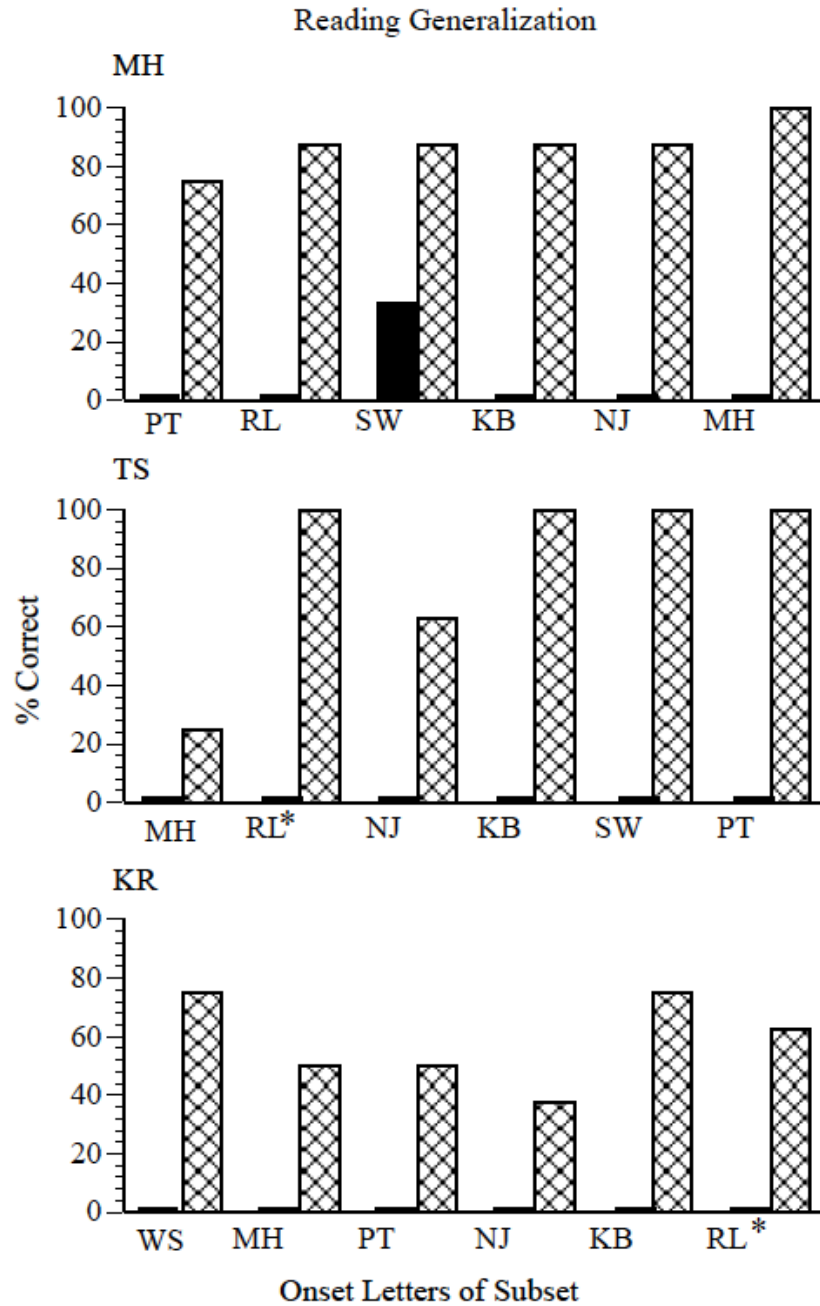 Reading Generalization
MH
100
80
60
40
20
0
PT RL SW KB NJ MH
TS
100
80
60
40
20
0
MH RL* NJ KB SW PT
% Correct
KR
100
80
60
40
20
0
WS MH PT NJ KB RL*
Onset Letters of Subset